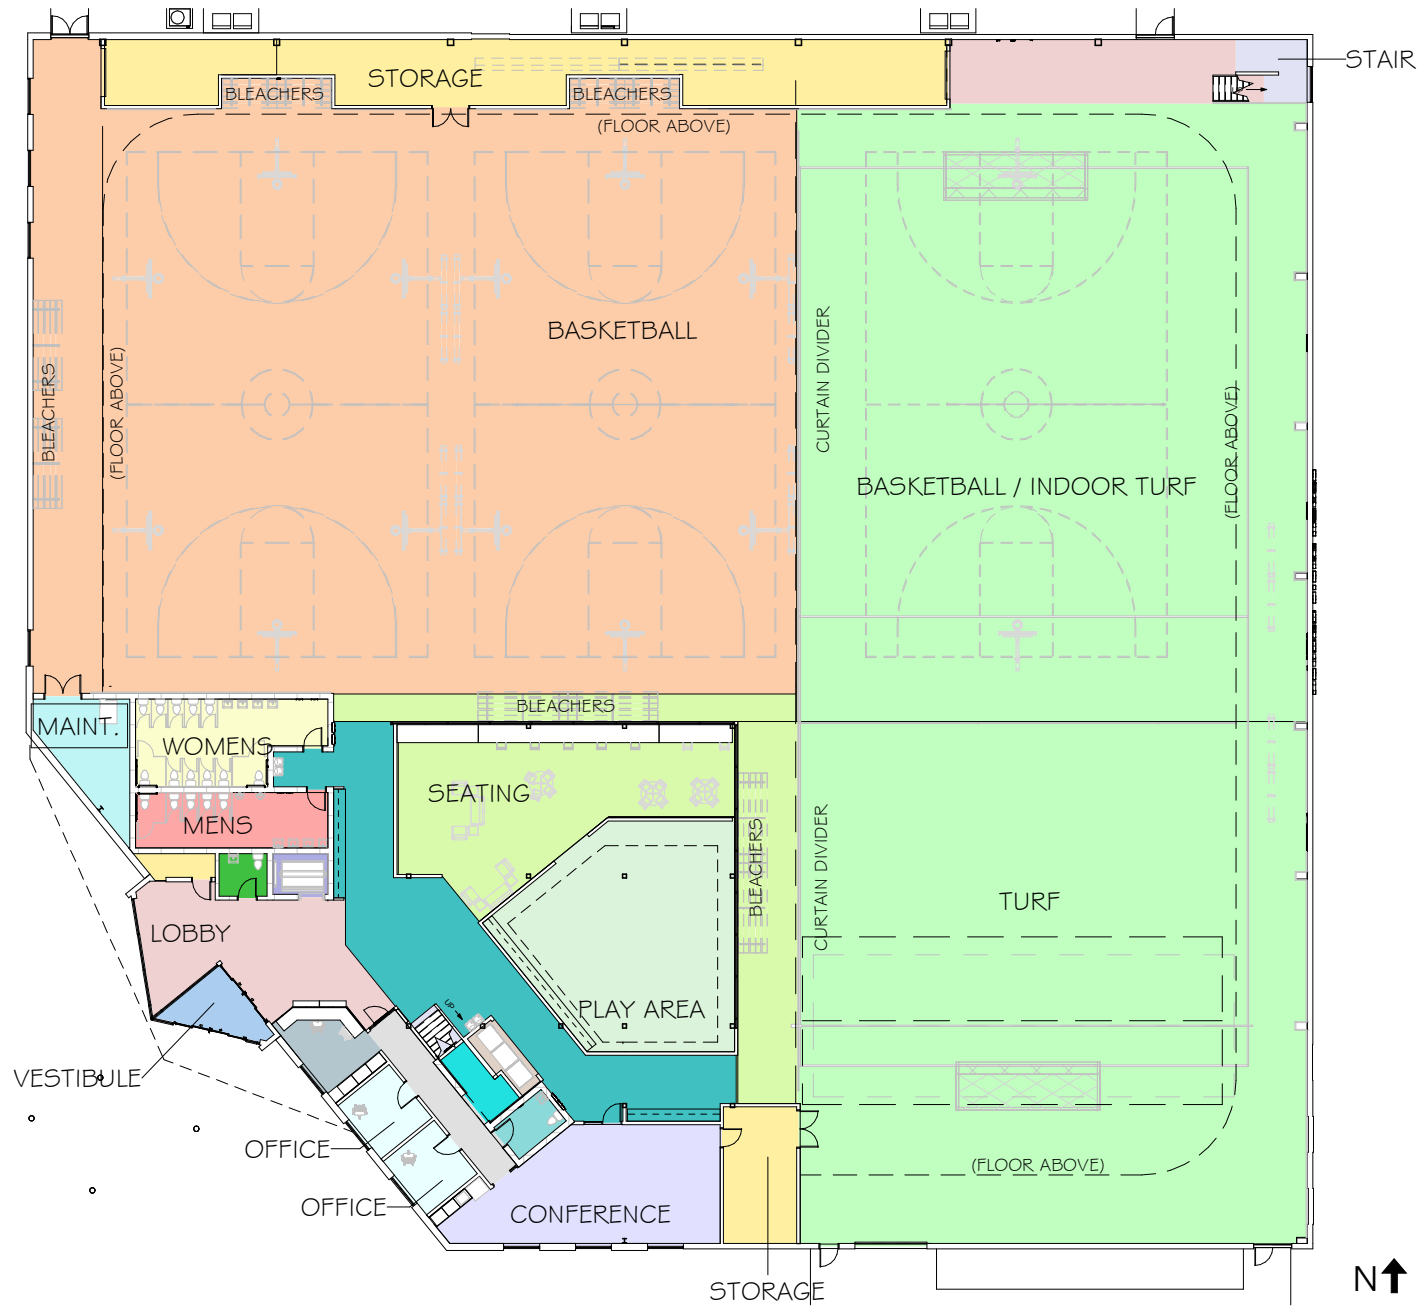 STAIR
STORAGE
BLEACHERS
BLEACHERS
(FLOOR ABOVE)
BASKETBALL
CURTAIN DIVIDER
(FLOOR ABOVE)
BLEACHERS
(FLOOR ABOVE)
BASKETBALL / INDOOR TURF
BLEACHERS
MAINT.
WOMENS
SEATING
MENS
BLEACHERS
CURTAIN DIVIDER
TURF
LOBBY
UP
PLAY AREA
VESTIBULE
OFFICE
(FLOOR ABOVE)
OFFICE
CONFERENCE
STORAGE
N